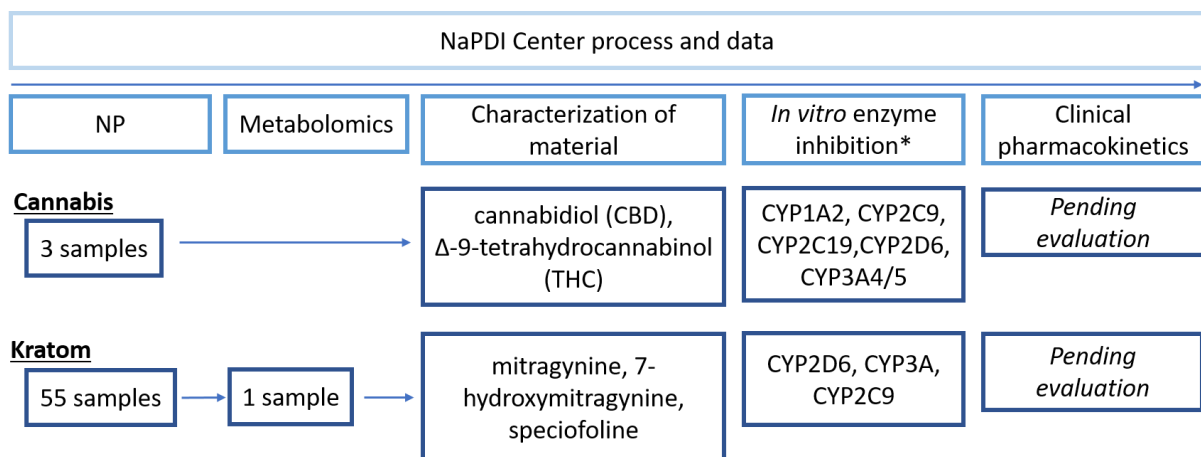 NaPDI Center process and data
NP
Metabolomics
Characterization of
material
In vitro enzyme
inhibition*
Clinical
pharmacokinetics
Cannabis
3 samples
cannabidiol (CBD),
Δ-9-tetrahydrocannabinol
(THC)
CYP1A2, CYP2C9,
CYP2C19,CYP2D6,
CYP3A4/5
Pending
evaluation
Kratom
55 samples
1 sample
mitragynine, 7-
hydroxymitragynine,
speciofoline
CYP2D6, CYP3A,
CYP2C9
Pending
evaluation